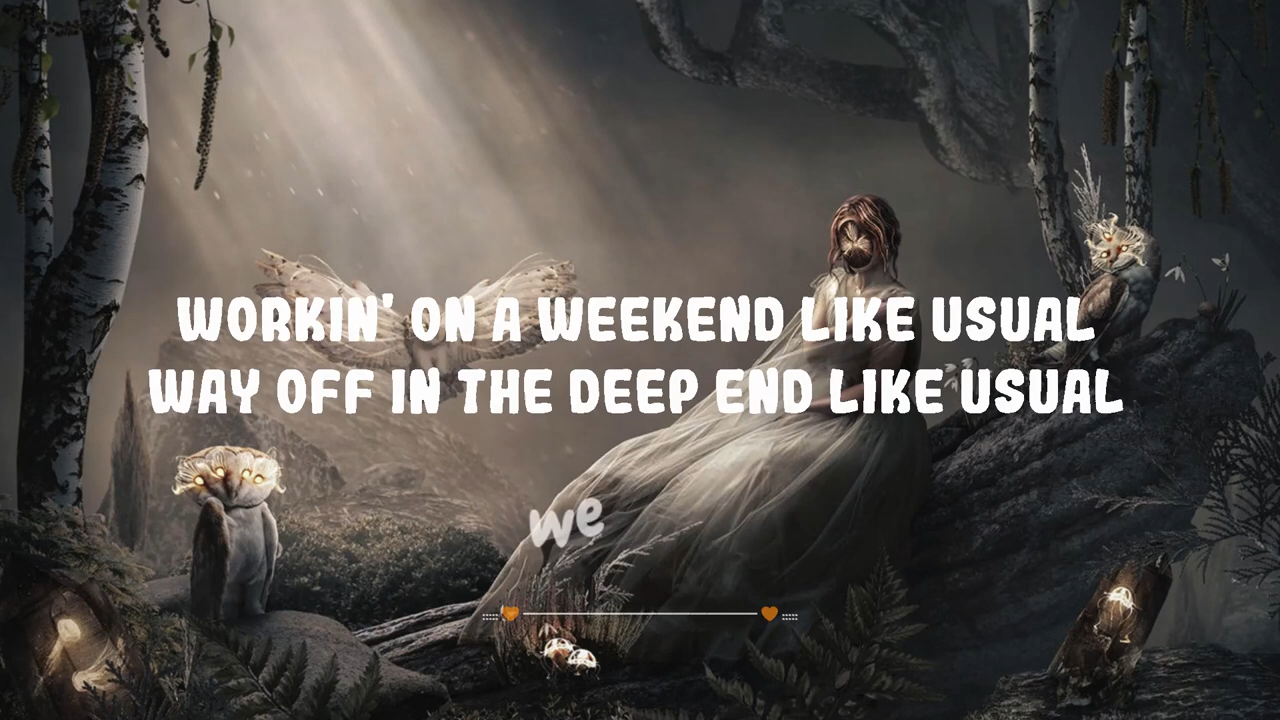 WORKIN' ON A WEEKEND LIKE USUAL
WAY OFF IN THE DEEP END LIKE USUAL
we